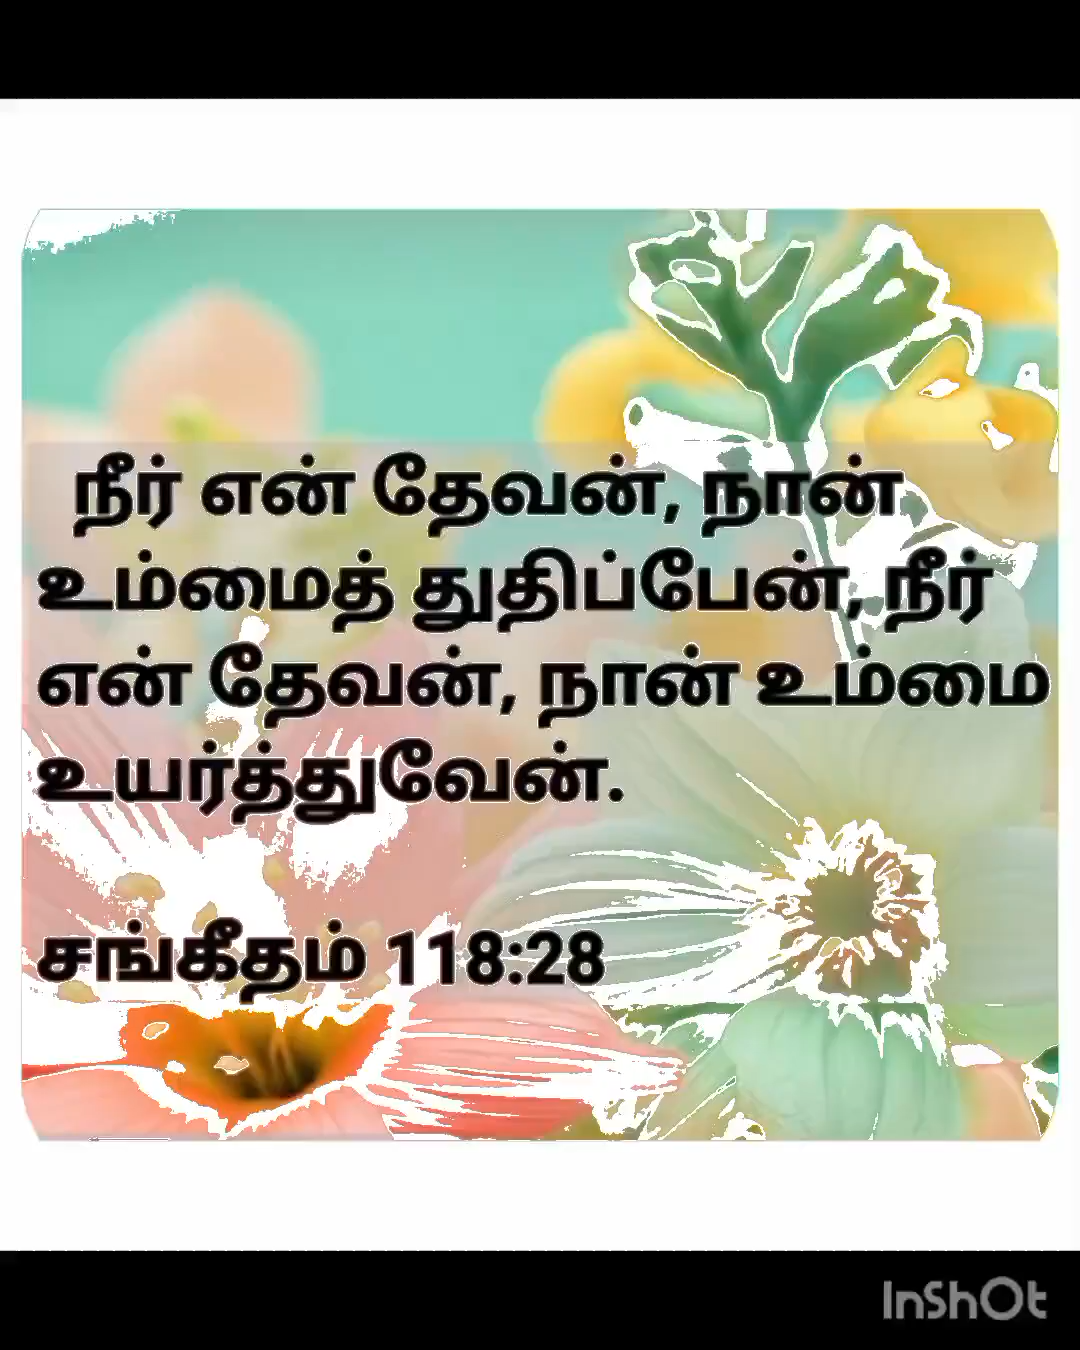 நீர் என் தேவன், நான்
உம்மைத் துதிப்பேன், நீர்
என் தேவன், நான் உம்மை
உயர்த்துவேன்.
சங்கீதம் 118:28
InShOt